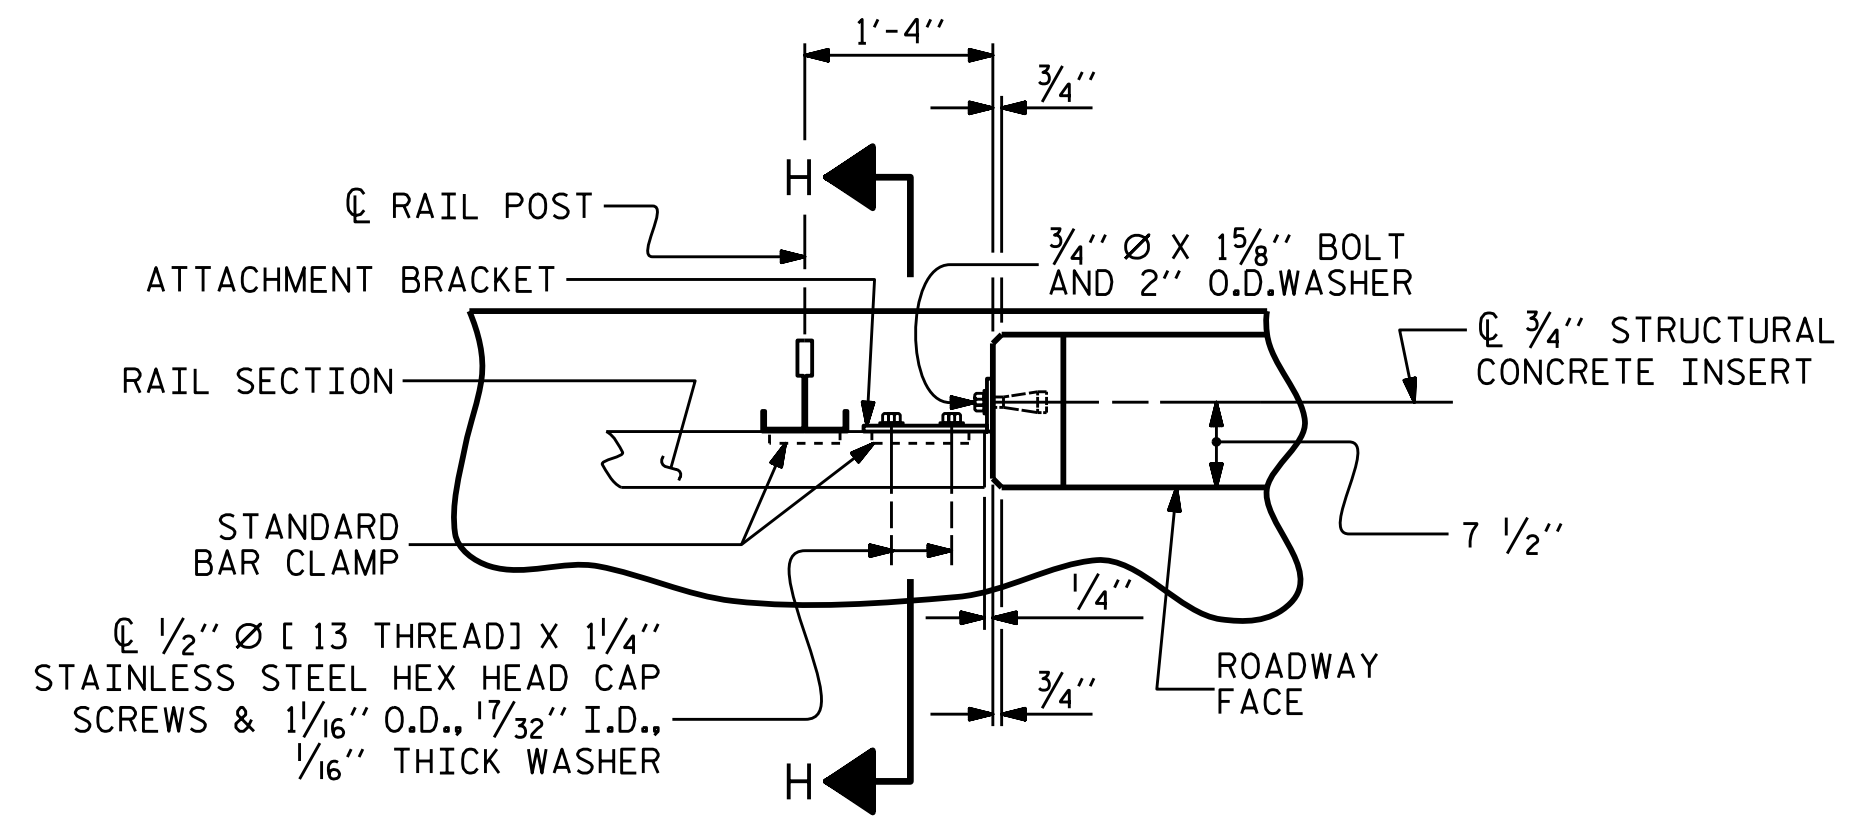 1'-4"
3/4"
H
℄ RAIL POST
ATTACHMENT BRACKET
3/4" Ø X 1 5/8" BOLT
AND 2" O.D. WASHER
℄ 3/4" STRUCTURAL
CONCRETE INSERT
RAIL SECTION
STANDARD
BAR CLAMP
7 1/2"
1/4"
℄ 1/2" Ø [ 13 THREAD] X 1 1/4"
STAINLESS STEEL HEX HEAD CAP
SCREWS & 1 1/16" O.D., 17/32" I.D.,
1/16" THICK WASHER
ROADWAY
FACE
3/4"
H